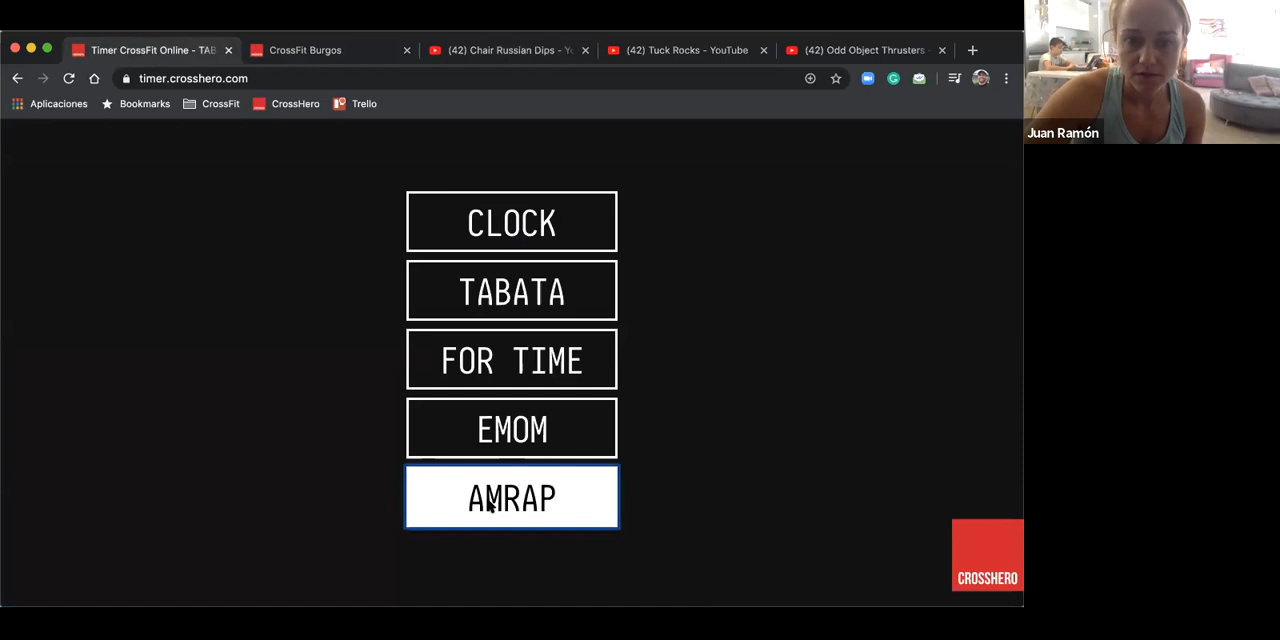 Timer CrossFit Online - TAB
CrossFit Burgos
(42) Chair Russian Dips - Yo
(42) Tuck Rocks - YouTube
(42) Odd Object Thrusters -
timer.crosshero.com
Aplicaciones
Bookmarks
CrossFit
CrossHero
Trello
Juan Ramón
CLOCK
TABATA
FOR TIME
EMOM
AMRAP
CROSSHERO